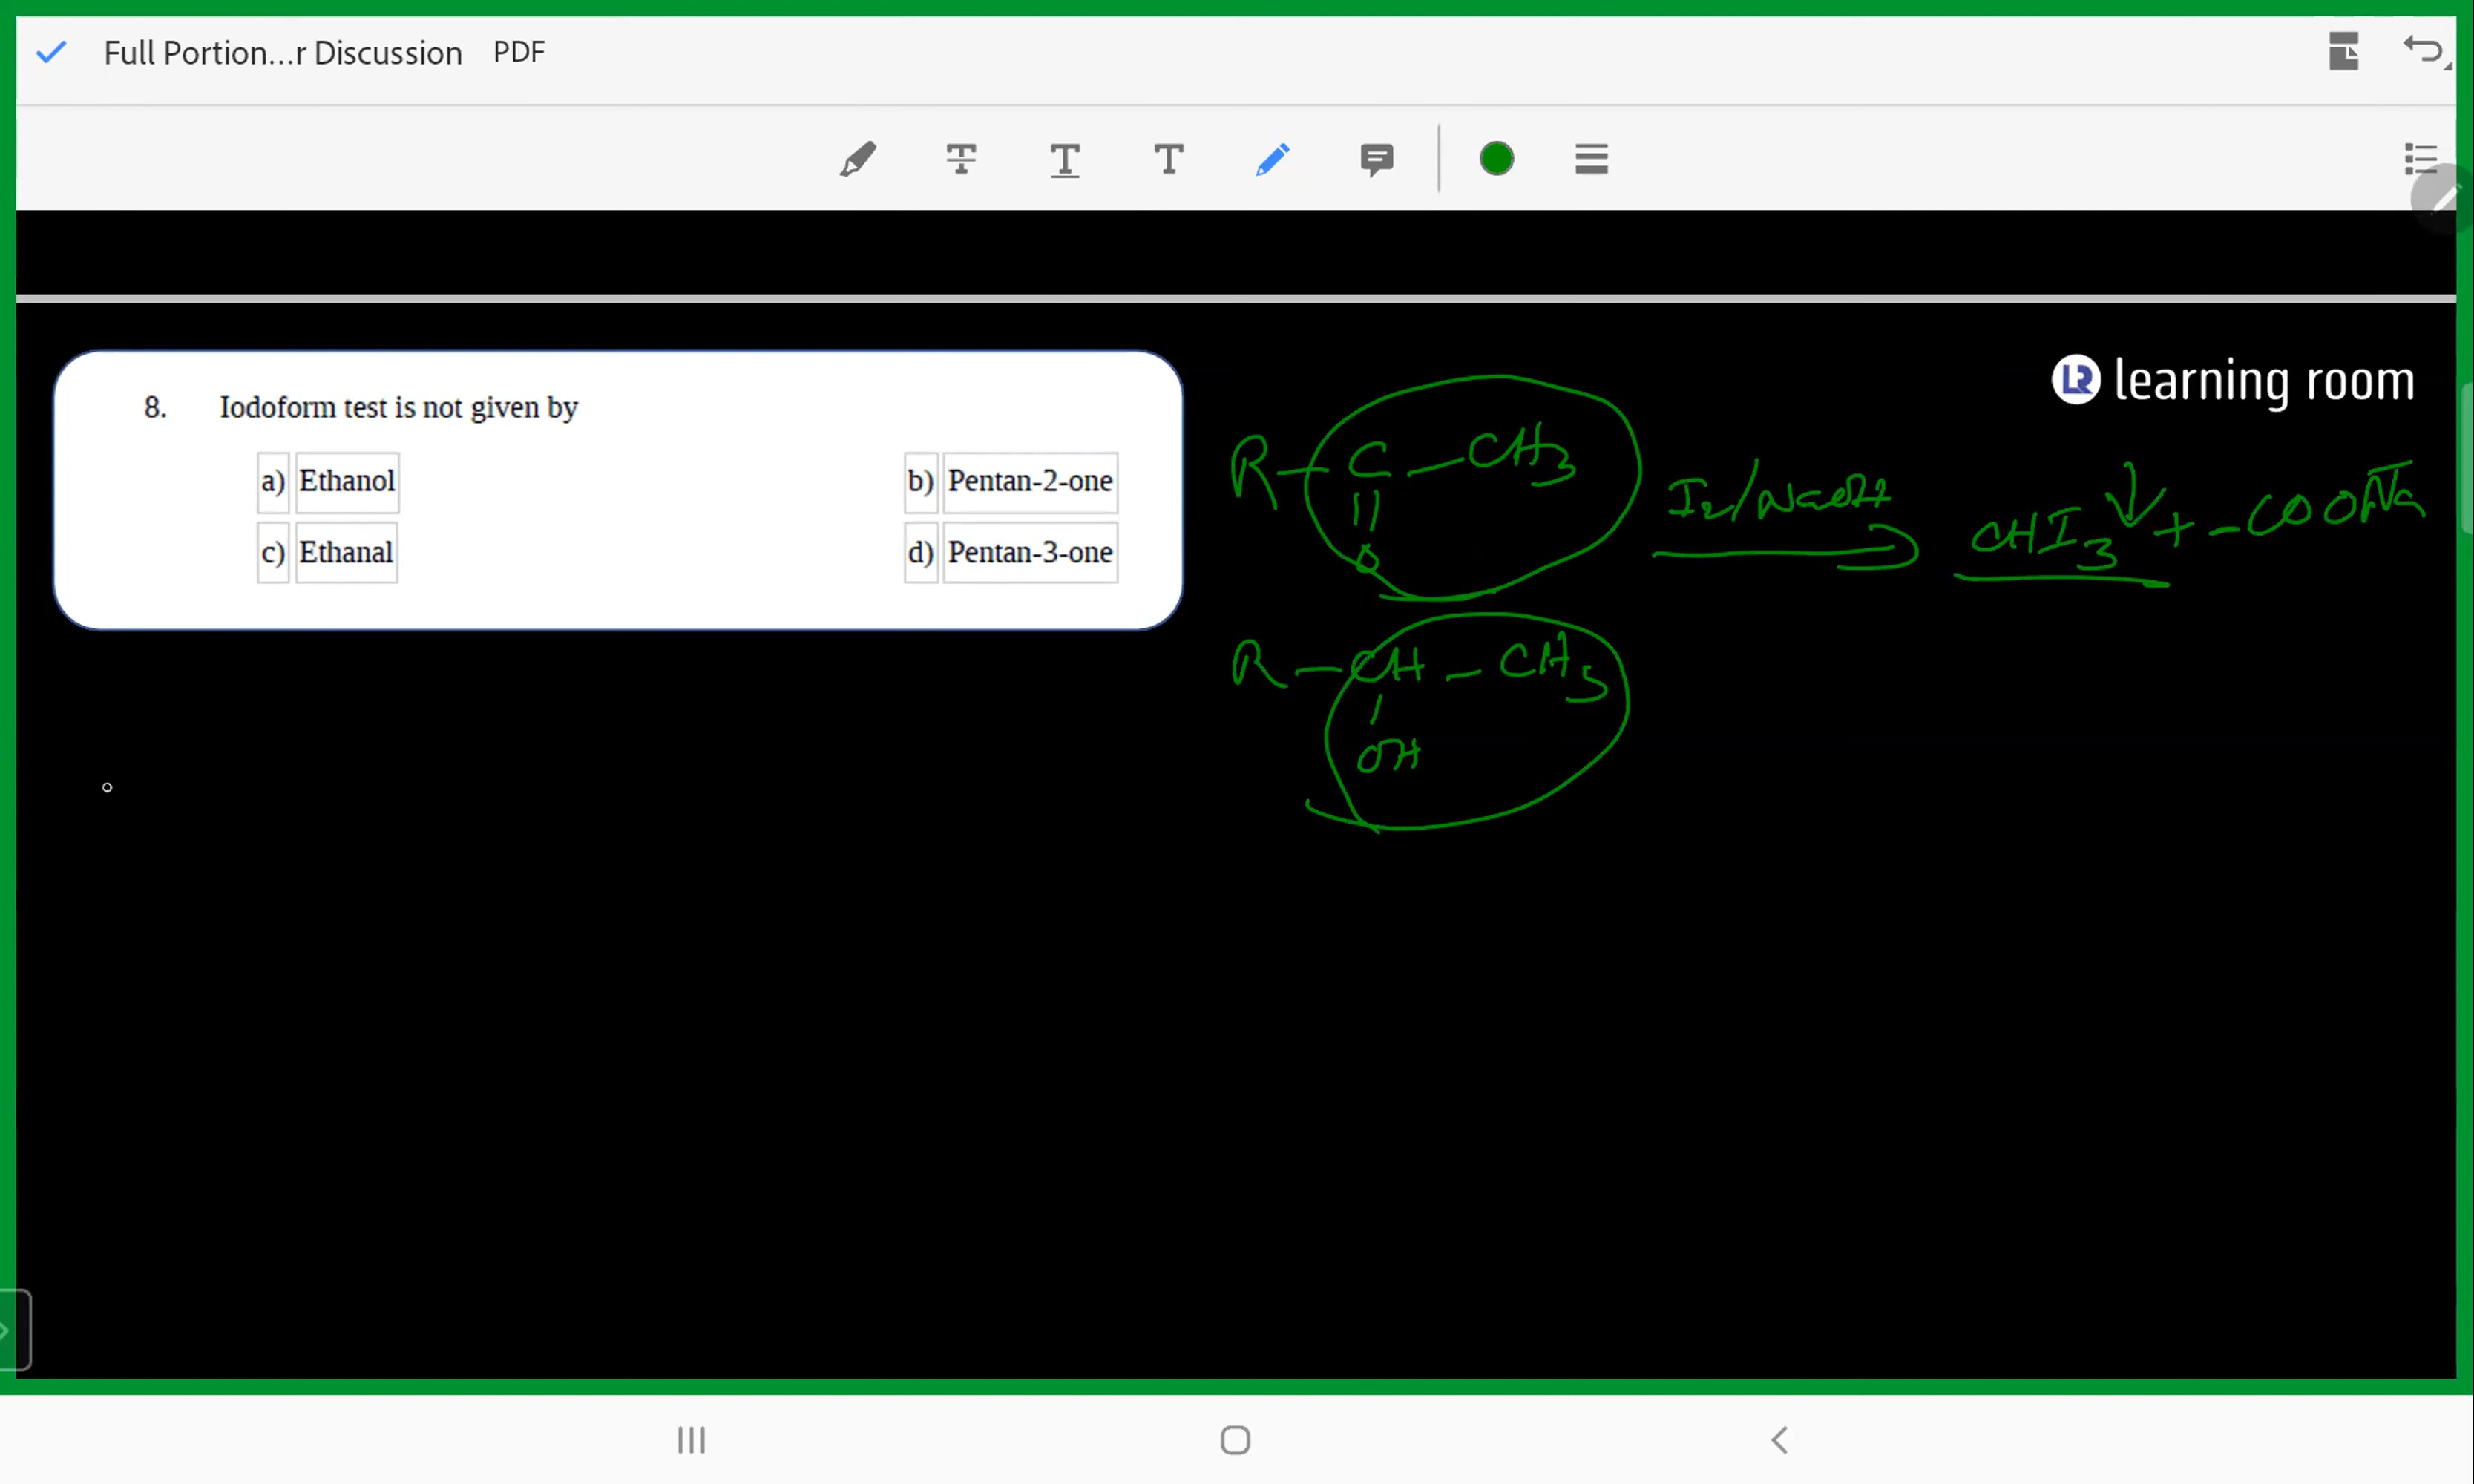 Full Portion...r Discussion PDF
learning room
8. Iodoform test is not given by
a) Ethanol b) Pentan-2-one
c) Ethanal d) Pentan-3-one
R-C-CH3 I2/NaOH CHI3↓ + -COONa
||
O
R-CH-CH3
|
OH